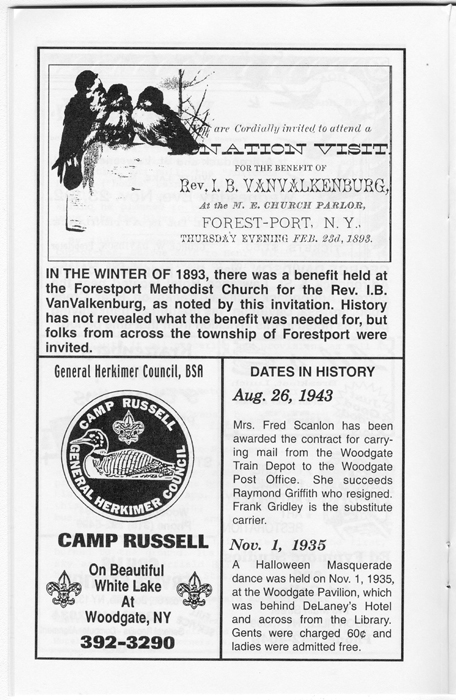 You are Cordially invited to attend a
DONATION VISIT,
FOR THE BENEFIT OF
Rev. I. B. VANVALKENBURG,
At the M. E. CHURCH PARLOR,
FOREST-PORT, N. Y.,
THURSDAY EVENING FEB. 23d, 1893.
IN THE WINTER OF 1893, there was a benefit held at
the Forestport Methodist Church for the Rev. I.B.
VanValkenburg, as noted by this invitation. History
has not revealed what the benefit was needed for, but
folks from across the township of Forestport were
invited.
General Herkimer Council, BSA
CAMP RUSSELL
GENERAL HERKIMER COUNCIL
CAMP RUSSELL
On Beautiful
White Lake
At
Woodgate, NY
392-3290
DATES IN HISTORY
Aug. 26, 1943
Mrs. Fred Scanlon has been
awarded the contract for carry-
ing mail from the Woodgate
Train Depot to the Woodgate
Post Office. She succeeds
Raymond Griffith who resigned.
Frank Gridley is the substitute
carrier.
Nov. 1, 1935
A Halloween Masquerade
dance was held on Nov. 1, 1935,
at the Woodgate Pavilion, which
was behind DeLaney's Hotel
and across from the Library.
Gents were charged 60¢ and
ladies were admitted free.